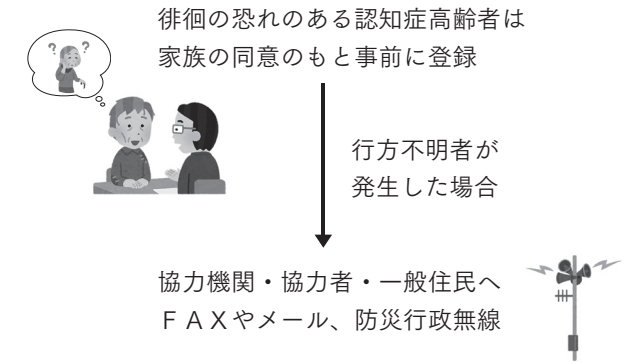 徘徊の恐れのある認知症高齢者は
家族の同意のもと事前に登録
? ?
行方不明者が
発生した場合
協力機関・協力者・一般住民へ
ＦＡＸやメール、防災行政無線